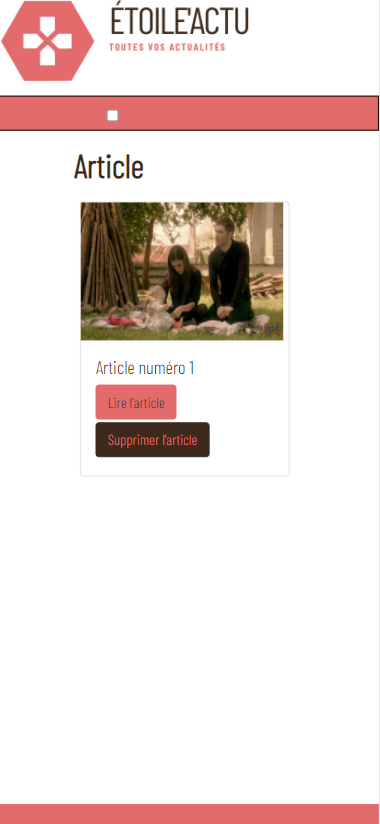 ÉTOILE'ACTU
TOUTES VOS ACTUALITÉS
Article
Article numéro 1
Lire l'article
Supprimer l'article